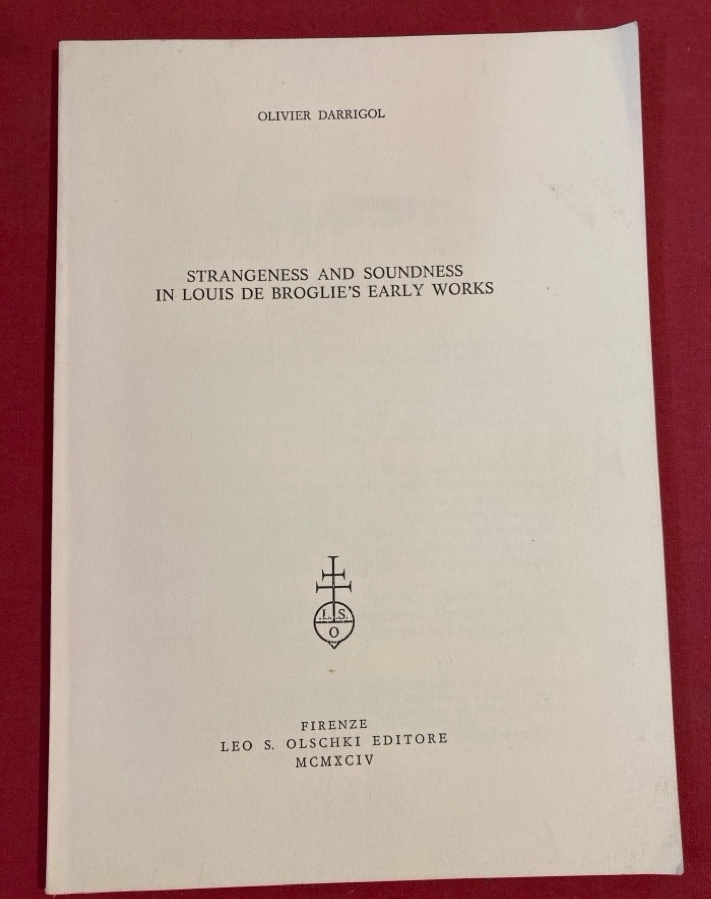 OLIVIER DARRIGOL
STRANGENESS AND SOUNDNESS
IN LOUIS DE BROGLIE'S EARLY WORKS
.L. .S.
O
FIRENZE
LEO S. OLSCHKI EDITORE
MCMXCIV